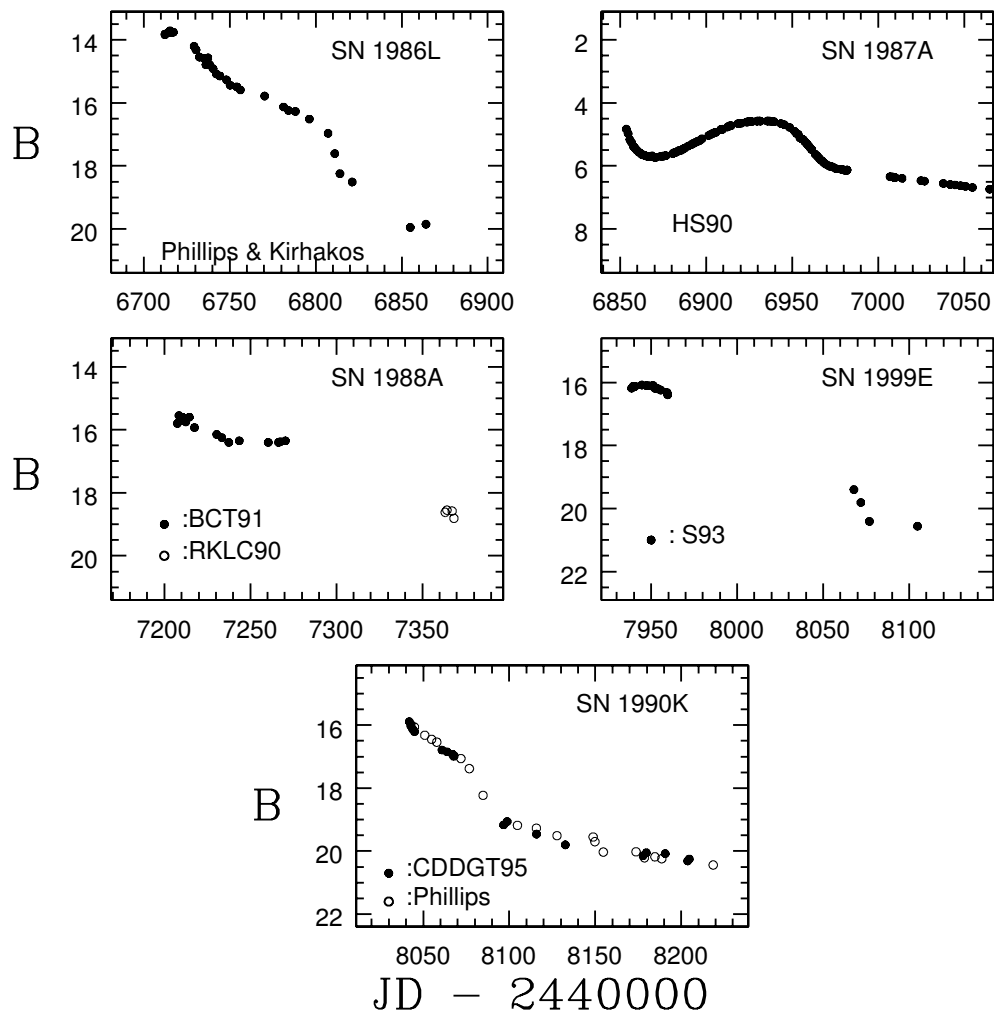 SN 1986L
14
16
18
20
B
Phillips & Kirhakos
6700 6750 6800 6850 6900
SN 1987A
2
4
6
8
HS90
6850 6900 6950 7000 7050
SN 1988A
14
16
18
20
B
:BCT91
:RKLC90
7200 7250 7300 7350
SN 1999E
16
18
20
22
: S93
7950 8000 8050 8100
SN 1990K
16
18
20
22
B
:CDDGT95
:Phillips
8050 8100 8150 8200
JD - 2440000